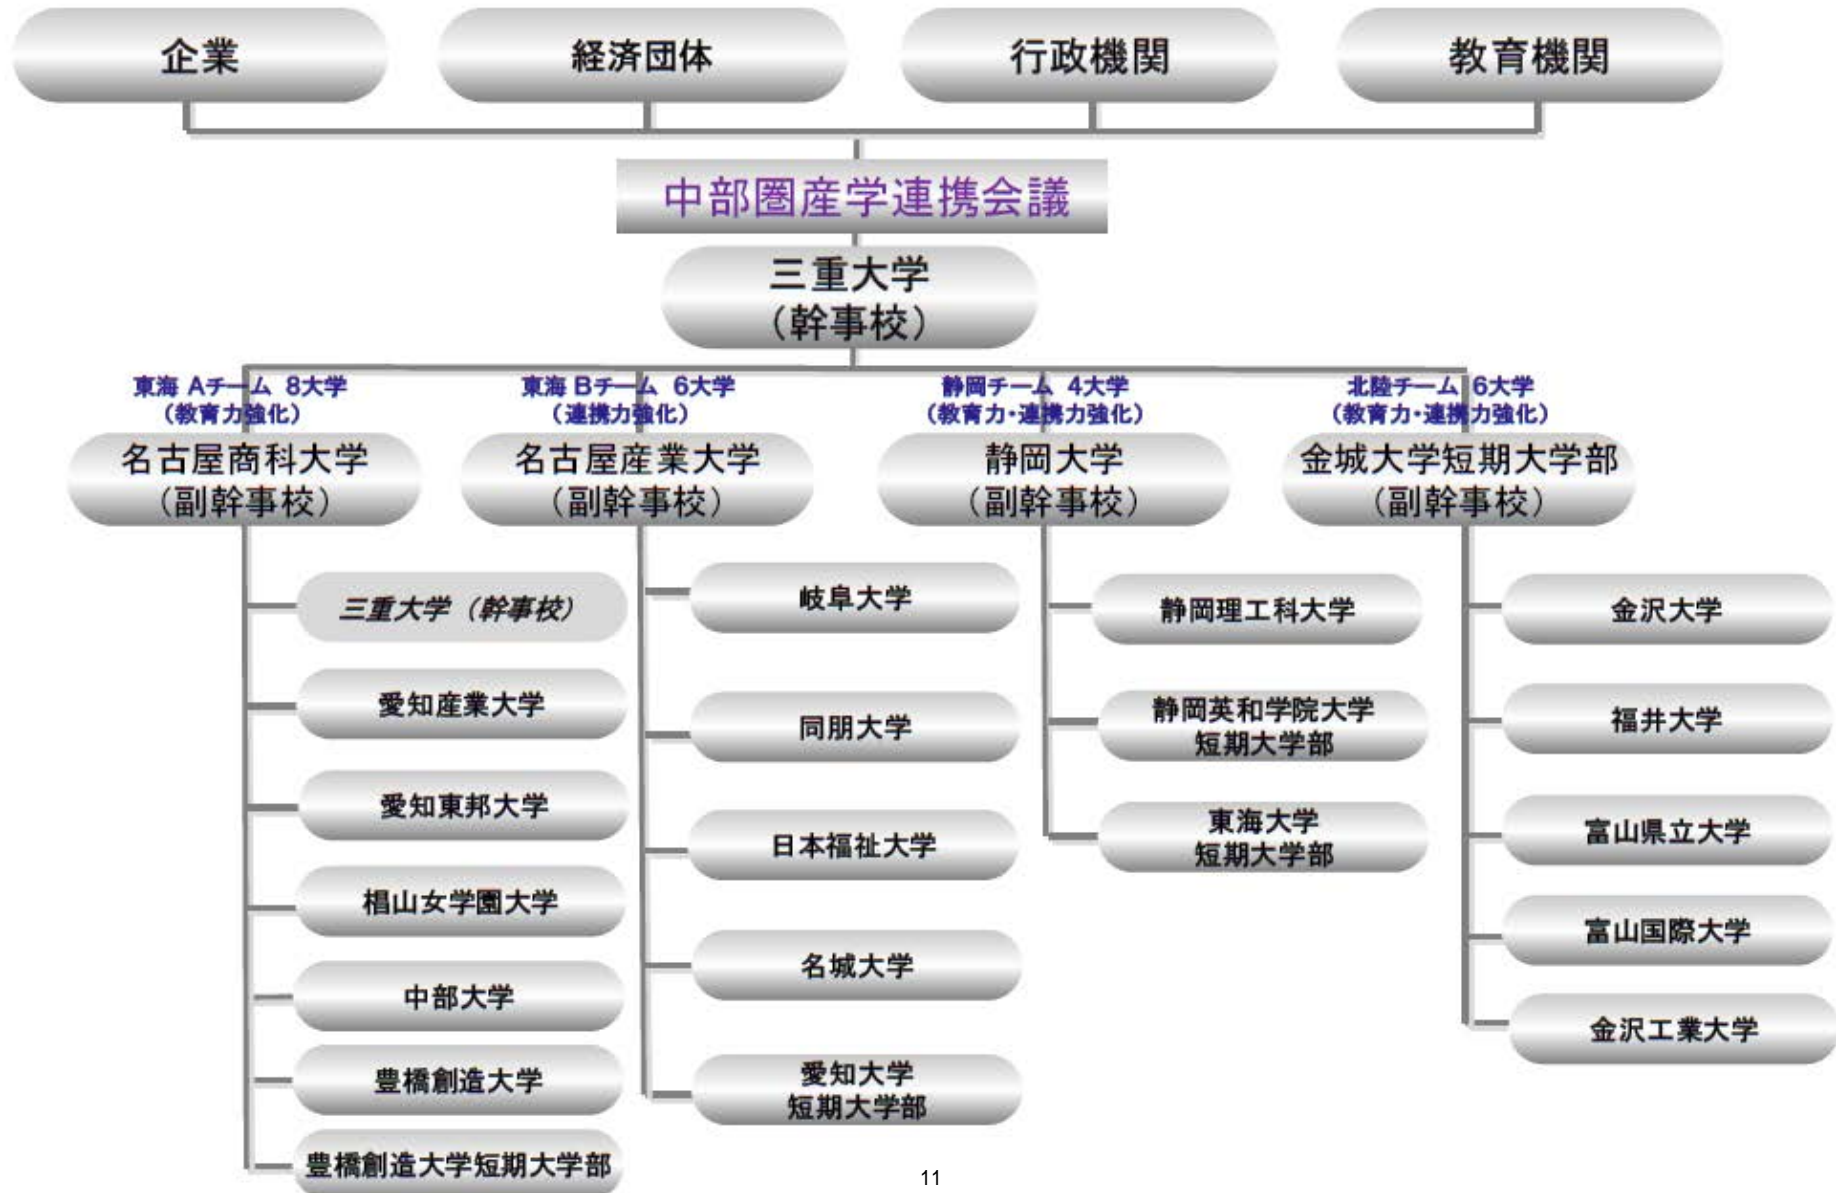 企業
経済団体
行政機関
教育機関
中部圏産学連携会議
三重大学
（幹事校）
東海 Aチーム 8大学
（教育力強化）
名古屋商科大学
（副幹事校）
三重大学（幹事校）
愛知産業大学
愛知東邦大学
椙山女学園大学
中部大学
豊橋創造大学
豊橋創造大学短期大学部
東海 Bチーム 6大学
（連携力強化）
名古屋産業大学
（副幹事校）
岐阜大学
同朋大学
日本福祉大学
名城大学
愛知大学
短期大学部
静岡チーム 4大学
（教育力・連携力強化）
静岡大学
（副幹事校）
静岡理工科大学
静岡英和学院大学
短期大学部
東海大学
短期大学部
北陸チーム 6大学
（教育力・連携力強化）
金城大学短期大学部
（副幹事校）
金沢大学
福井大学
富山県立大学
富山国際大学
金沢工業大学
11